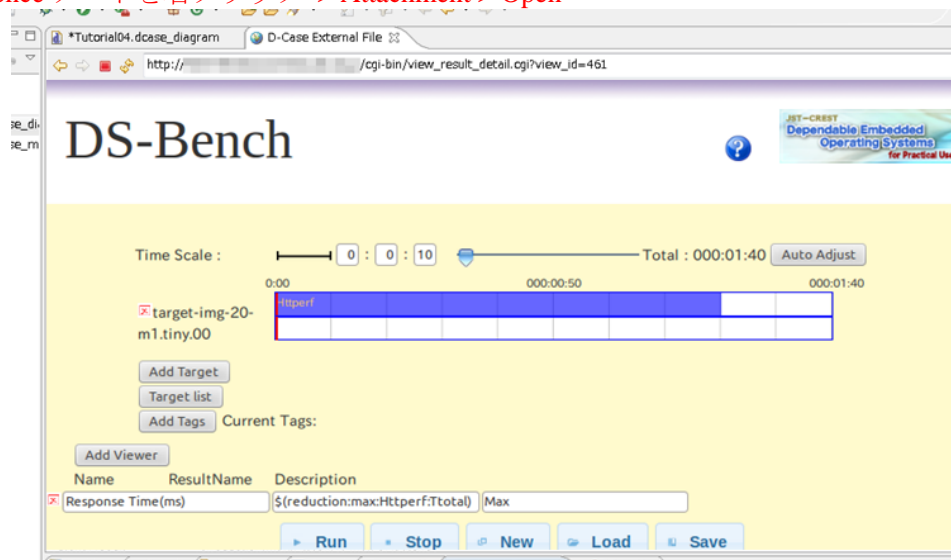 *Tutorial04.dcase_diagram D-Case External File
http:// /cgi-bin/view_result_detail.cgi?view_id=461
DS-Bench
JST-CREST
Dependable Embedded
Operating Systems
for Practical Use
Time Scale : 0 : 0 : 10 Total : 000:01:40 Auto Adjust
0:00 000:00:50 000:01:40
Httperf
target-img-20-
m1.tiny.00
Add Target
Target list
Add Tags Current Tags:
Add Viewer
Name ResultName Description
Response Time(ms) $(reduction:max:Httperf:Ttotal) Max
Run Stop New Load Save